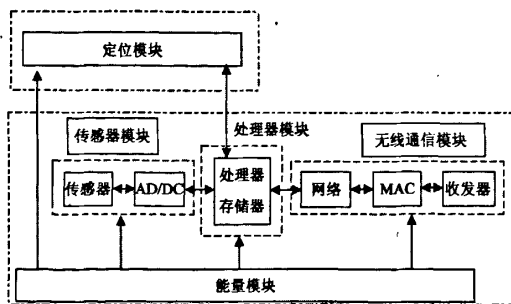 定位模块
传感器模块
处理器模块
无线通信模块
传感器
AD/DC
处理器
存储器
网络
MAC
收发器
能量模块